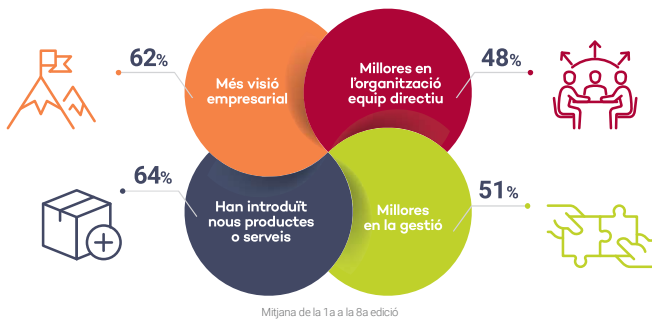 62%
Més visió
empresarial
Millores en
l'organització
equip directiu
48%
64%
Han introduït
nous productes
o serveis
Millores
en la gestió
51%
Mitjana de la 1a a la 8a edició